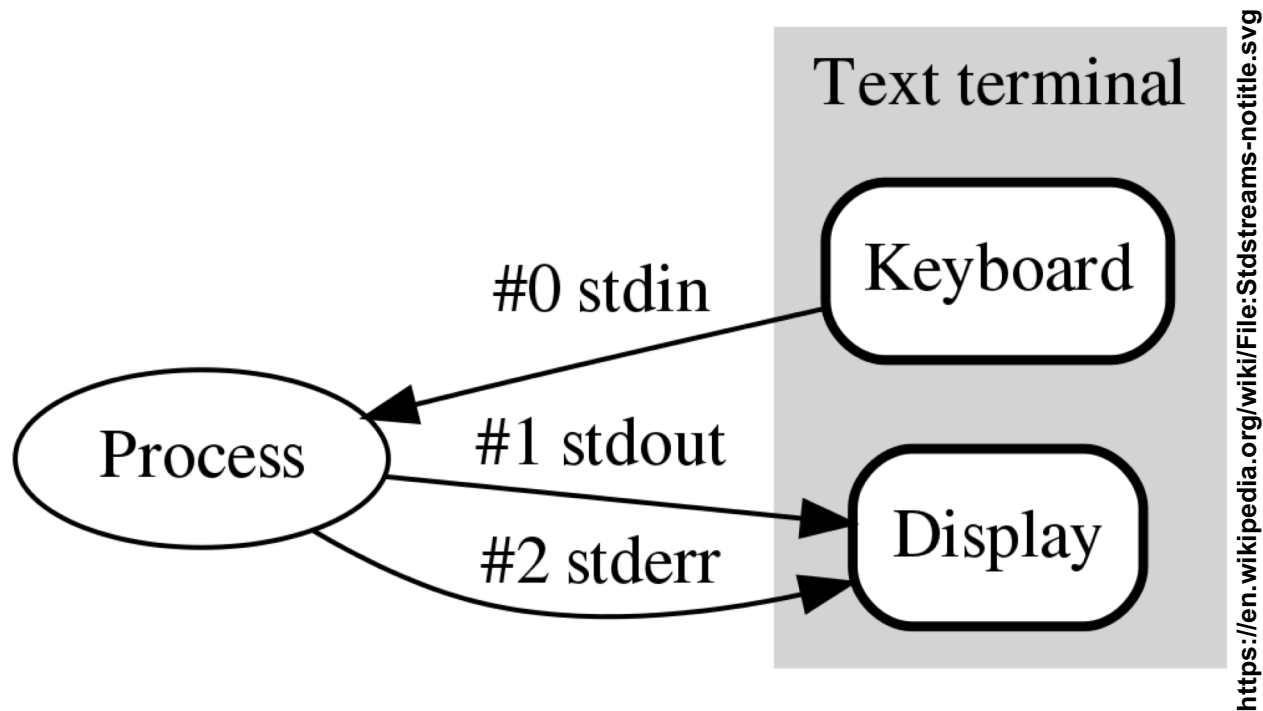 Text terminal
Keyboard
#0 stdin
#1 stdout
Process
Display
#2 stderr
https://en.wikipedia.org/wiki/File:Stdstreams-notitle.svg